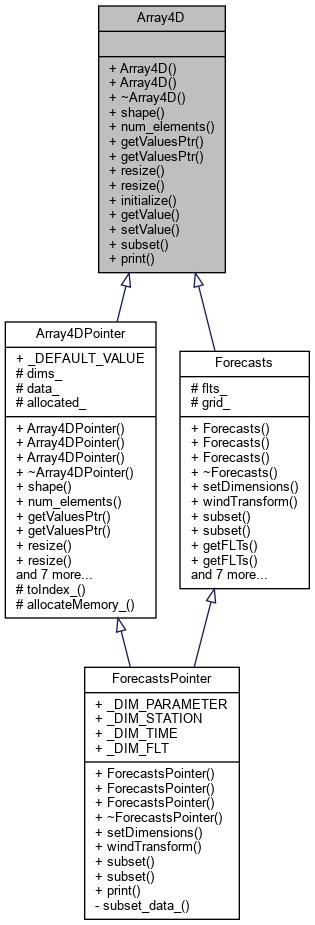 Array4D
+ Array4D()
+ Array4D()
+ ~Array4D()
+ shape()
+ num_elements()
+ getValuesPtr()
+ getValuesPtr()
+ resize()
+ resize()
+ initialize()
+ getValue()
+ setValue()
+ subset()
+ print()
Array4DPointer
+ _DEFAULT_VALUE
# dims_
# data_
# allocated_
+ Array4DPointer()
+ Array4DPointer()
+ Array4DPointer()
+ ~Array4DPointer()
+ shape()
+ num_elements()
+ getValuesPtr()
+ getValuesPtr()
+ resize()
+ resize()
and 7 more...
# toIndex_()
# allocateMemory_()
Forecasts
# flts_
# grid_
+ Forecasts()
+ Forecasts()
+ Forecasts()
+ ~Forecasts()
+ setDimensions()
+ windTransform()
+ subset()
+ subset()
+ getFLTs()
+ getFLTs()
and 7 more...
ForecastsPointer
+ _DIM_PARAMETER
+ _DIM_STATION
+ _DIM_TIME
+ _DIM_FLT
+ ForecastsPointer()
+ ForecastsPointer()
+ ForecastsPointer()
+ ~ForecastsPointer()
+ setDimensions()
+ windTransform()
+ subset()
+ subset()
+ print()
- subset_data_()